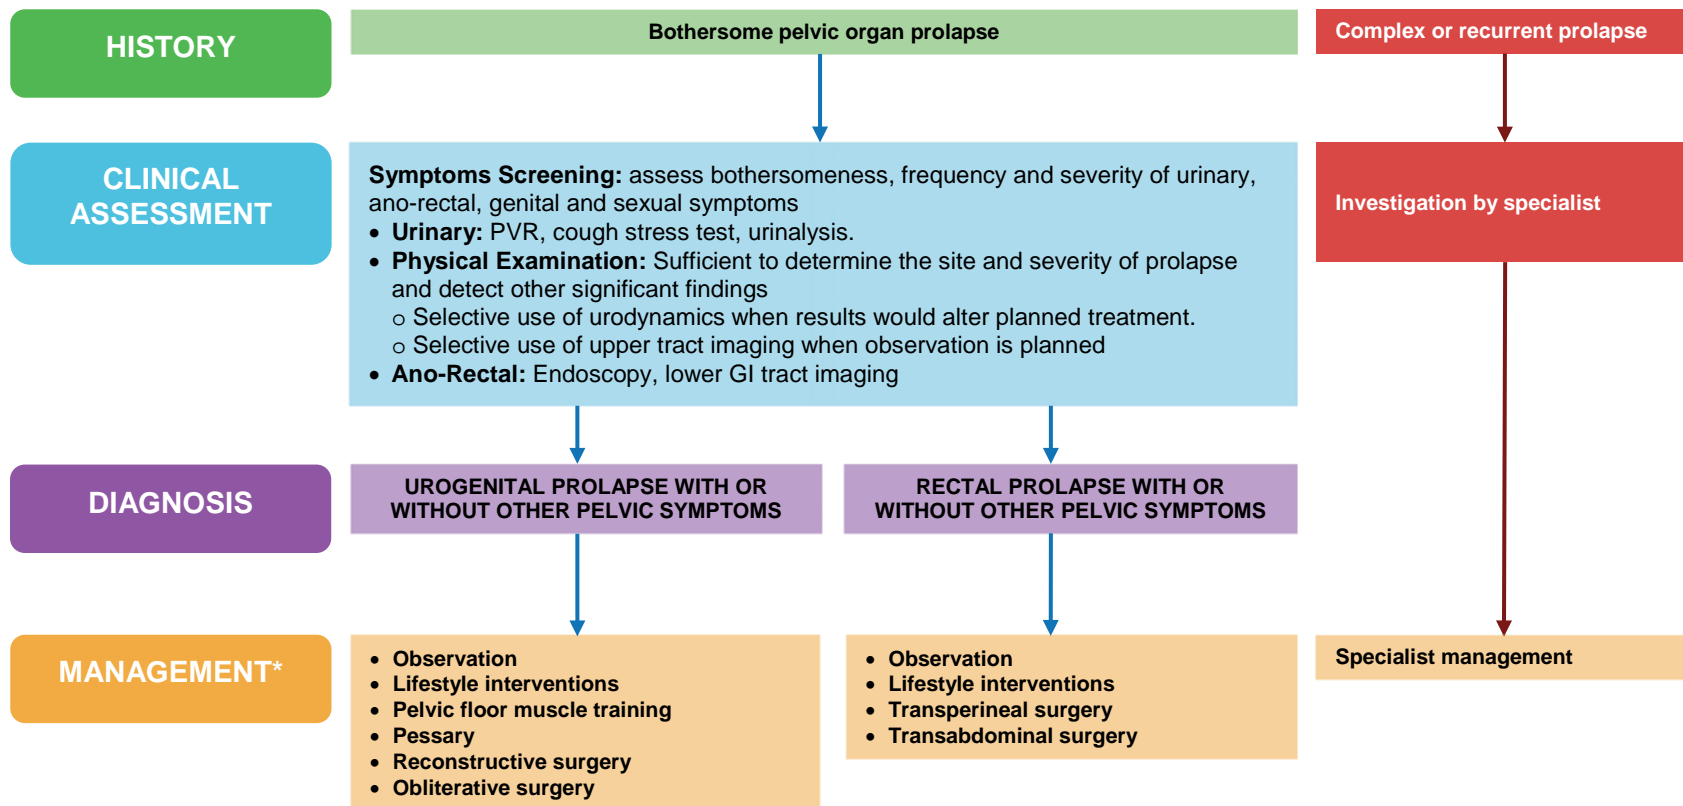 HISTORY
Bothersome pelvic organ prolapse
Complex or recurrent prolapse
CLINICAL
ASSESSMENT
Symptoms Screening: assess bothersomeness, frequency and severity of urinary,
ano-rectal, genital and sexual symptoms
• Urinary: PVR, cough stress test, urinalysis.
• Physical Examination: Sufficient to determine the site and severity of prolapse
and detect other significant findings
o Selective use of urodynamics when results would alter planned treatment.
o Selective use of upper tract imaging when observation is planned
• Ano-Rectal: Endoscopy, lower GI tract imaging
Investigation by specialist
DIAGNOSIS
UROGENITAL PROLAPSE WITH OR
WITHOUT OTHER PELVIC SYMPTOMS
RECTAL PROLAPSE WITH OR
WITHOUT OTHER PELVIC SYMPTOMS
MANAGEMENT*
• Observation
• Lifestyle interventions
• Pelvic floor muscle training
• Pessary
• Reconstructive surgery
• Obliterative surgery
• Observation
• Lifestyle interventions
• Transperineal surgery
• Transabdominal surgery
Specialist management